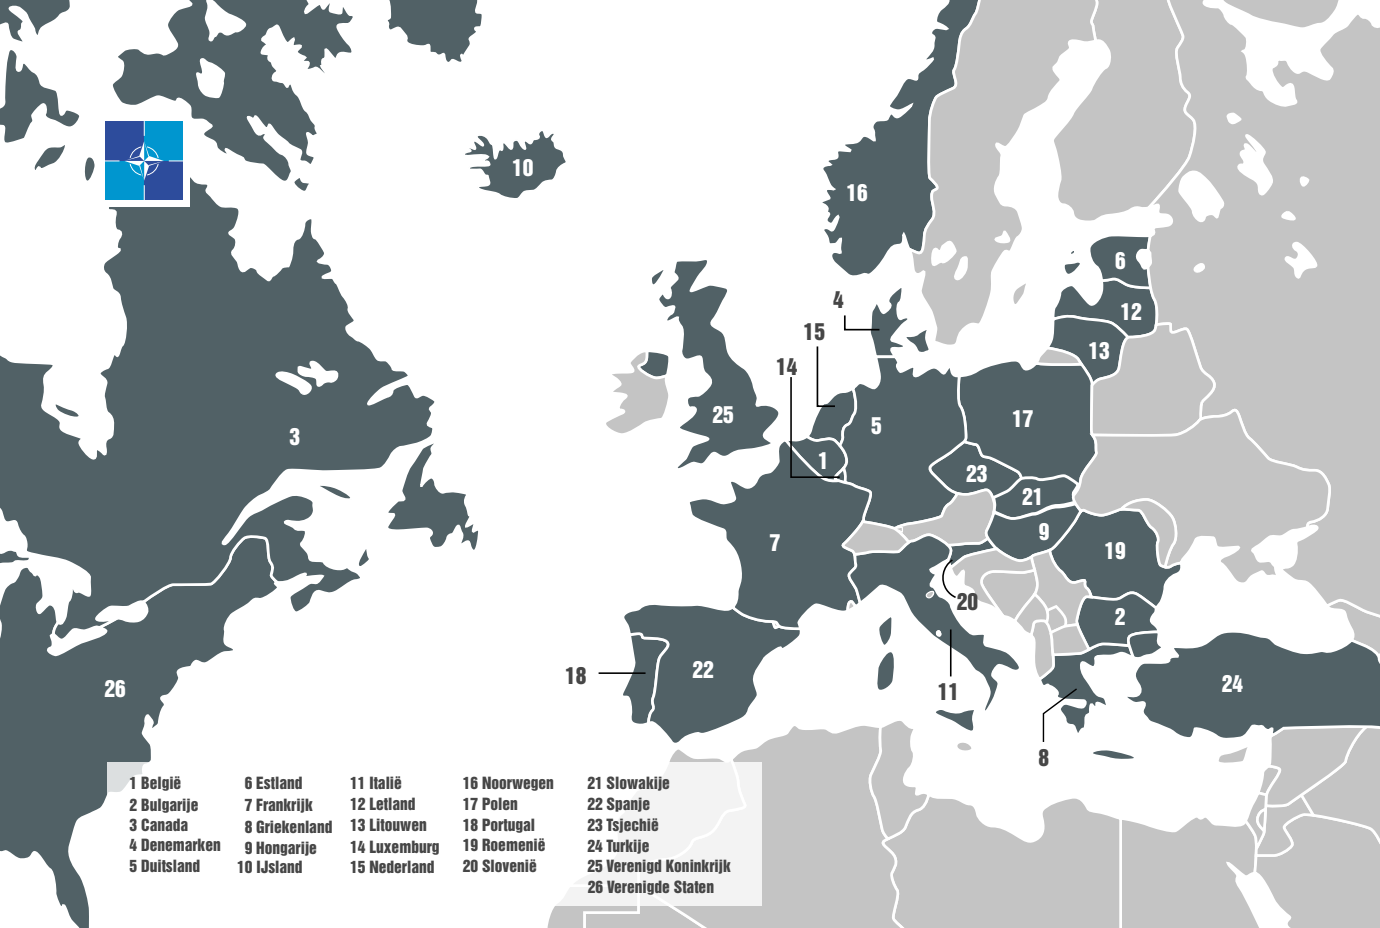 10
16
6
4
12
15
13
14
25
5
17
3
1
23
21
9
7
19
20
2
18
22
24
26
11
8
1 België
2 Bulgarije
3 Canada
4 Denemarken
5 Duitsland
6 Estland
7 Frankrijk
8 Griekenland
9 Hongarije
10 IJsland
11 Italië
12 Letland
13 Litouwen
14 Luxemburg
15 Nederland
16 Noorwegen
17 Polen
18 Portugal
19 Roemenië
20 Slovenië
21 Slowakije
22 Spanje
23 Tsjechië
24 Turkije
25 Verenigd Koninkrijk
26 Verenigde Staten